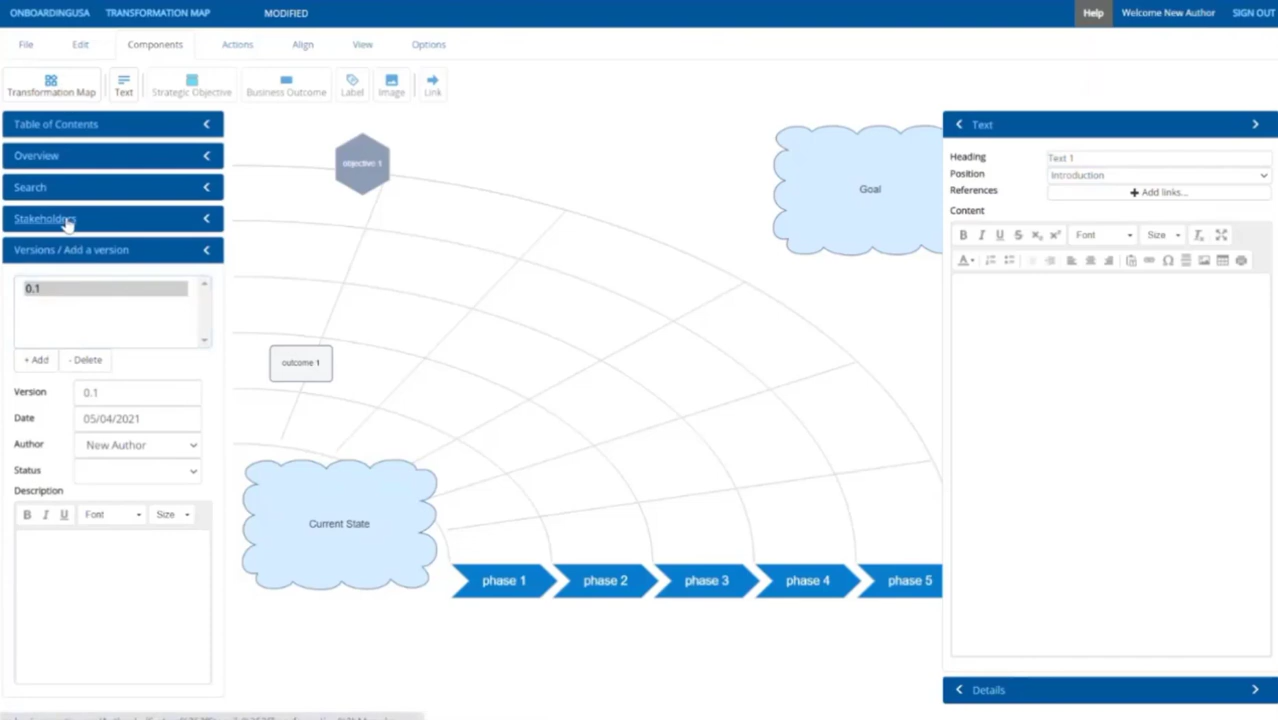 ONBOARDINGUSA TRANSFORMATION MAP MODIFIED Help Welcome New Author SIGN OUT
File Edit Components Actions Align View Options
Transformation Map Text Strategic Objective Business Outcome Label Image Link
Table of Contents
Overview
Search
Stakeholders
Versions / Add a version
0.1
+ Add - Delete
Version 0.1
Date 05/04/2021
Author New Author
Status
Description
B I U Font Size
objective 1
Goal
outcome 1
Current State
phase 1 phase 2 phase 3 phase 4 phase 5
Text
Heading Text 1
Position Introduction
References + Add links...
Content
B I U S x₂ x² Font Size
Details